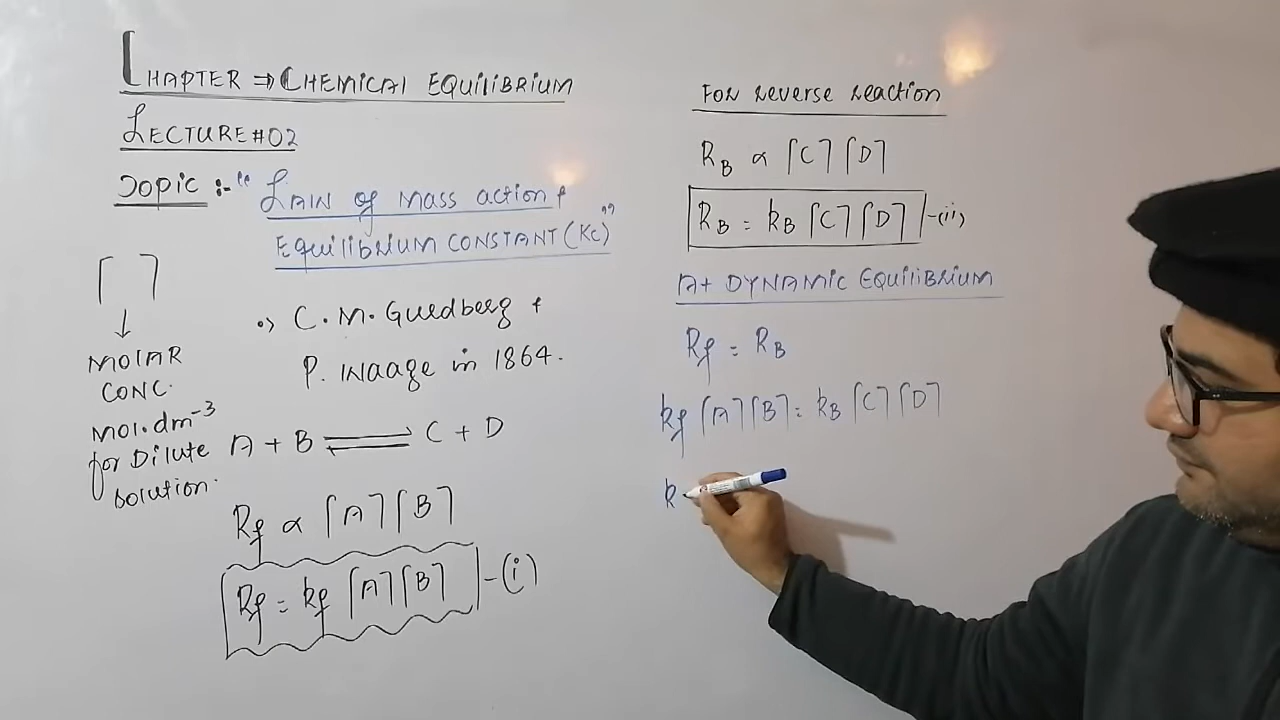 CHAPTER ⇒ CHEMICAL EQUILIBRIUM
LECTURE#02
TOPIC :- "LAW OF MASS ACTION &
EQUILIBRIUM CONSTANT (KC)"
[ ]
↓
MOLAR
CONC.
MOl.dm⁻³
for Dilute
Solution.
•> C.M. Guldberg &
P. Waage in 1864.
A + B ⇌ C + D
Rf ∝ [A][B]
Rf = kf [A][B] -(i)
FOR Reverse Reaction
RB ∝ [C][D]
RB = kB [C][D] -(ii)
At DYNAMIC EQUILIBRIUM
Rf = RB
kf [A][B] = kB [C][D]
k